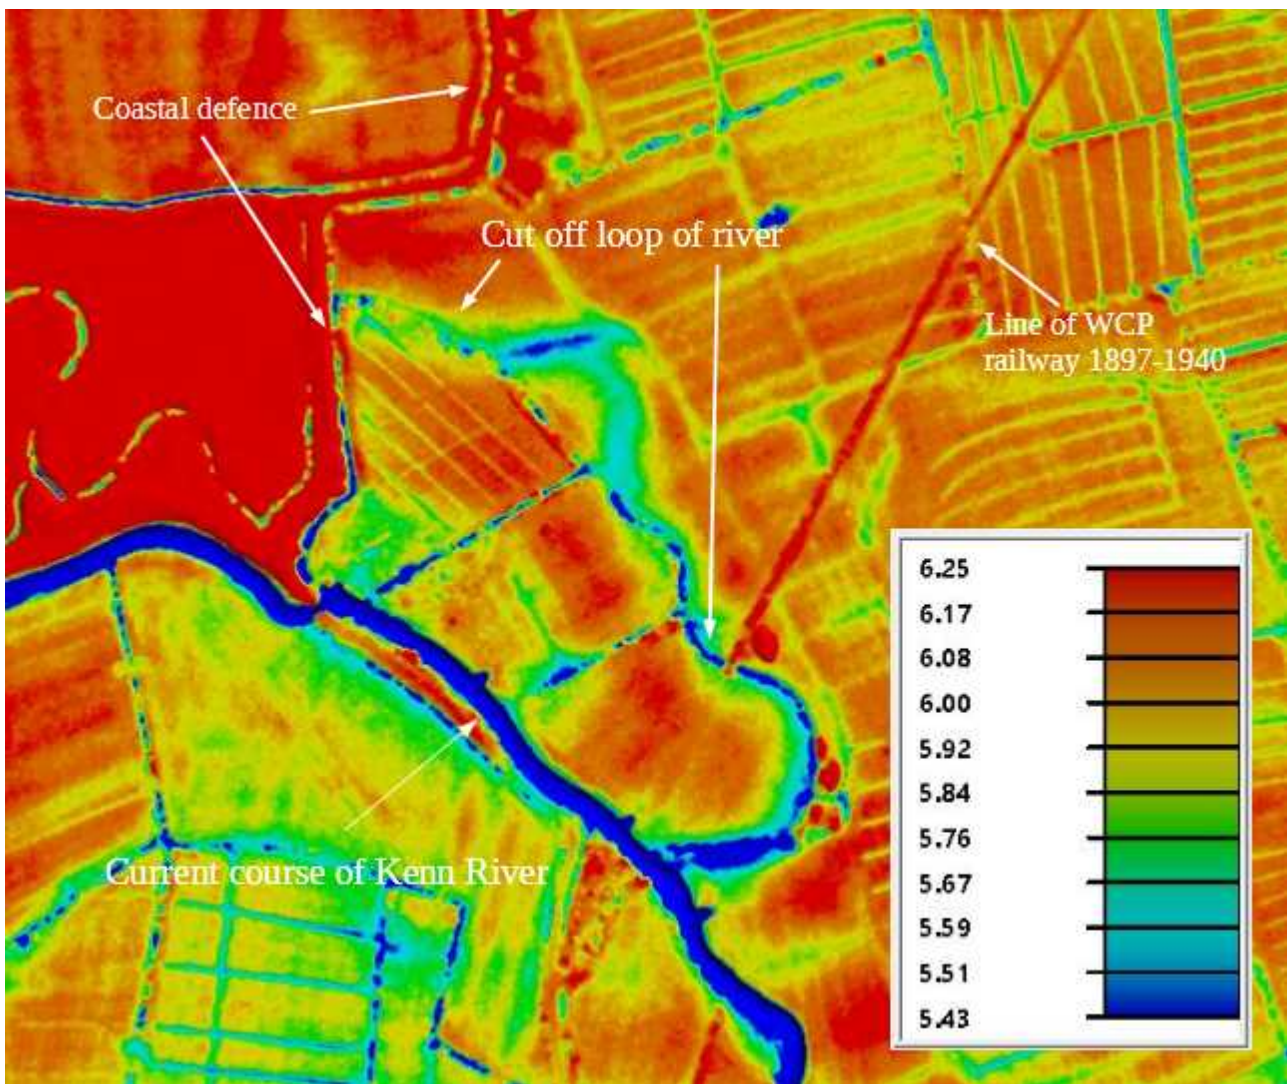 Coastal defence
Cut off loop of river
Line of WCP
railway 1897-1940
6.25
6.17
6.08
6.00
5.92
5.84
5.76
5.67
5.59
5.51
5.43
Current course of Kenn River